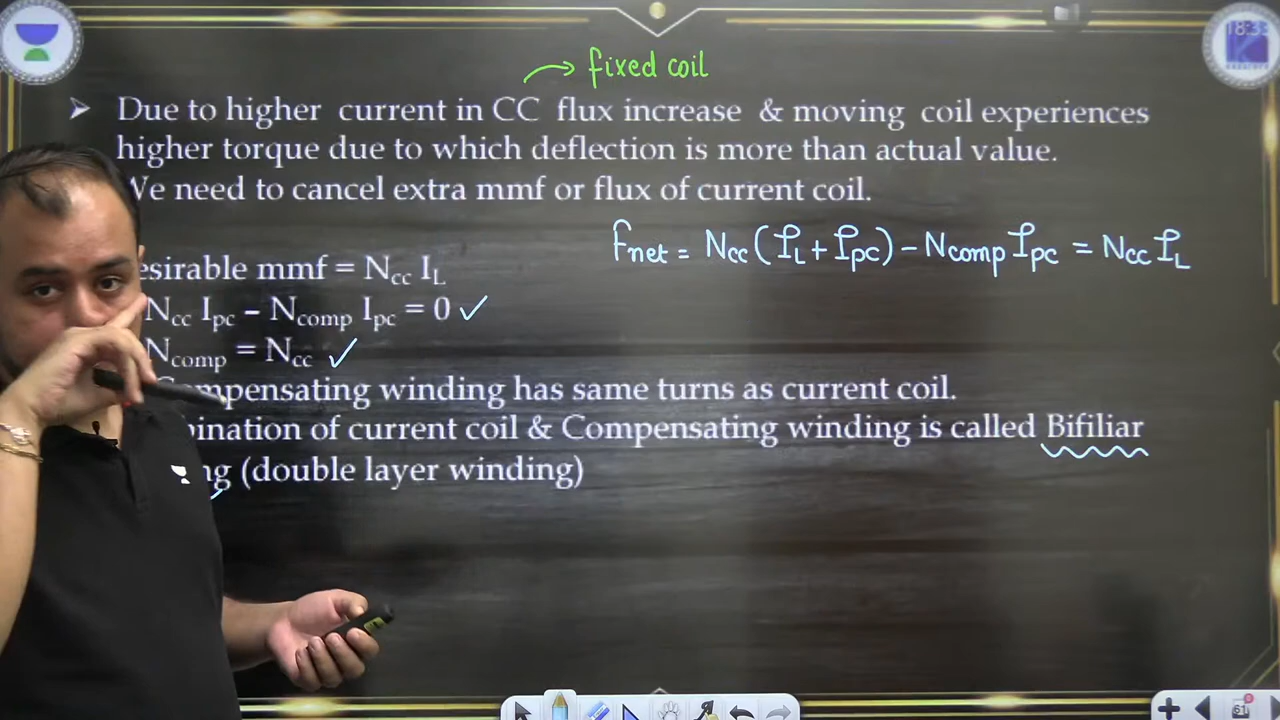 18:33
fixed coil
➤ Due to higher current in CC flux increase & moving coil experiences
higher torque due to which deflection is more than actual value.
We need to cancel extra mmf or flux of current coil.
Fnet = Ncc (IL + Ipc) – Ncomp Ipc = Ncc IL
esirable mmf = Ncc IL
Ncc Ipc – Ncomp Ipc = 0 ✓
Ncomp = Ncc ✓
Compensating winding has same turns as current coil.
bination of current coil & Compensating winding is called Bifiliar
ng (double layer winding)
61